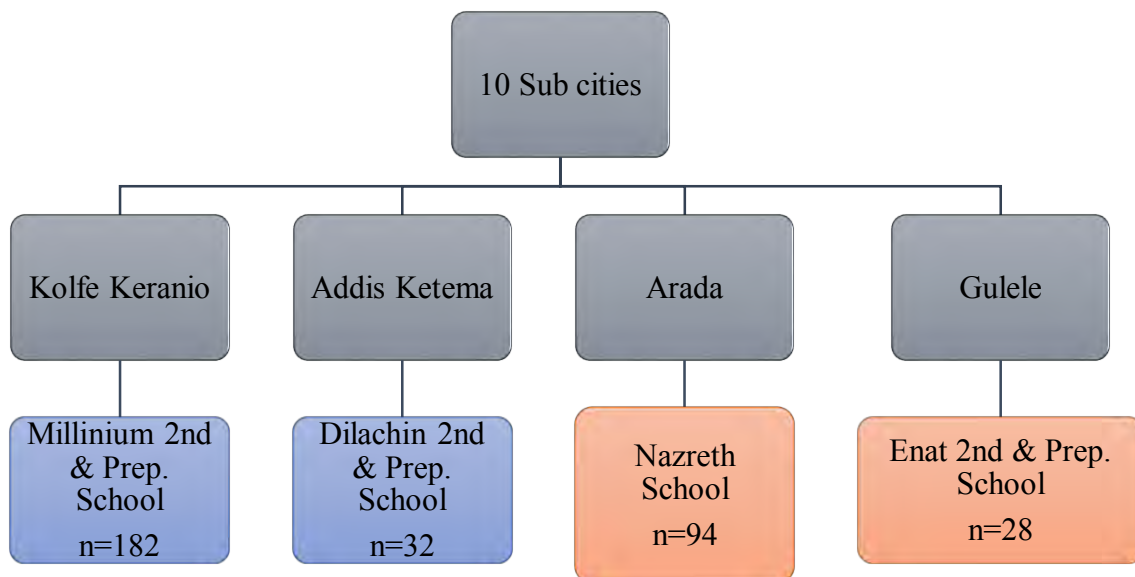 10 Sub cities
Kolfe Keranio
Addis Ketema
Arada
Gulele
Millinium 2nd
& Prep.
School
n=182
Dilachin 2nd
& Prep.
School
n=32
Nazreth
School
n=94
Enat 2nd & Prep.
School
n=28